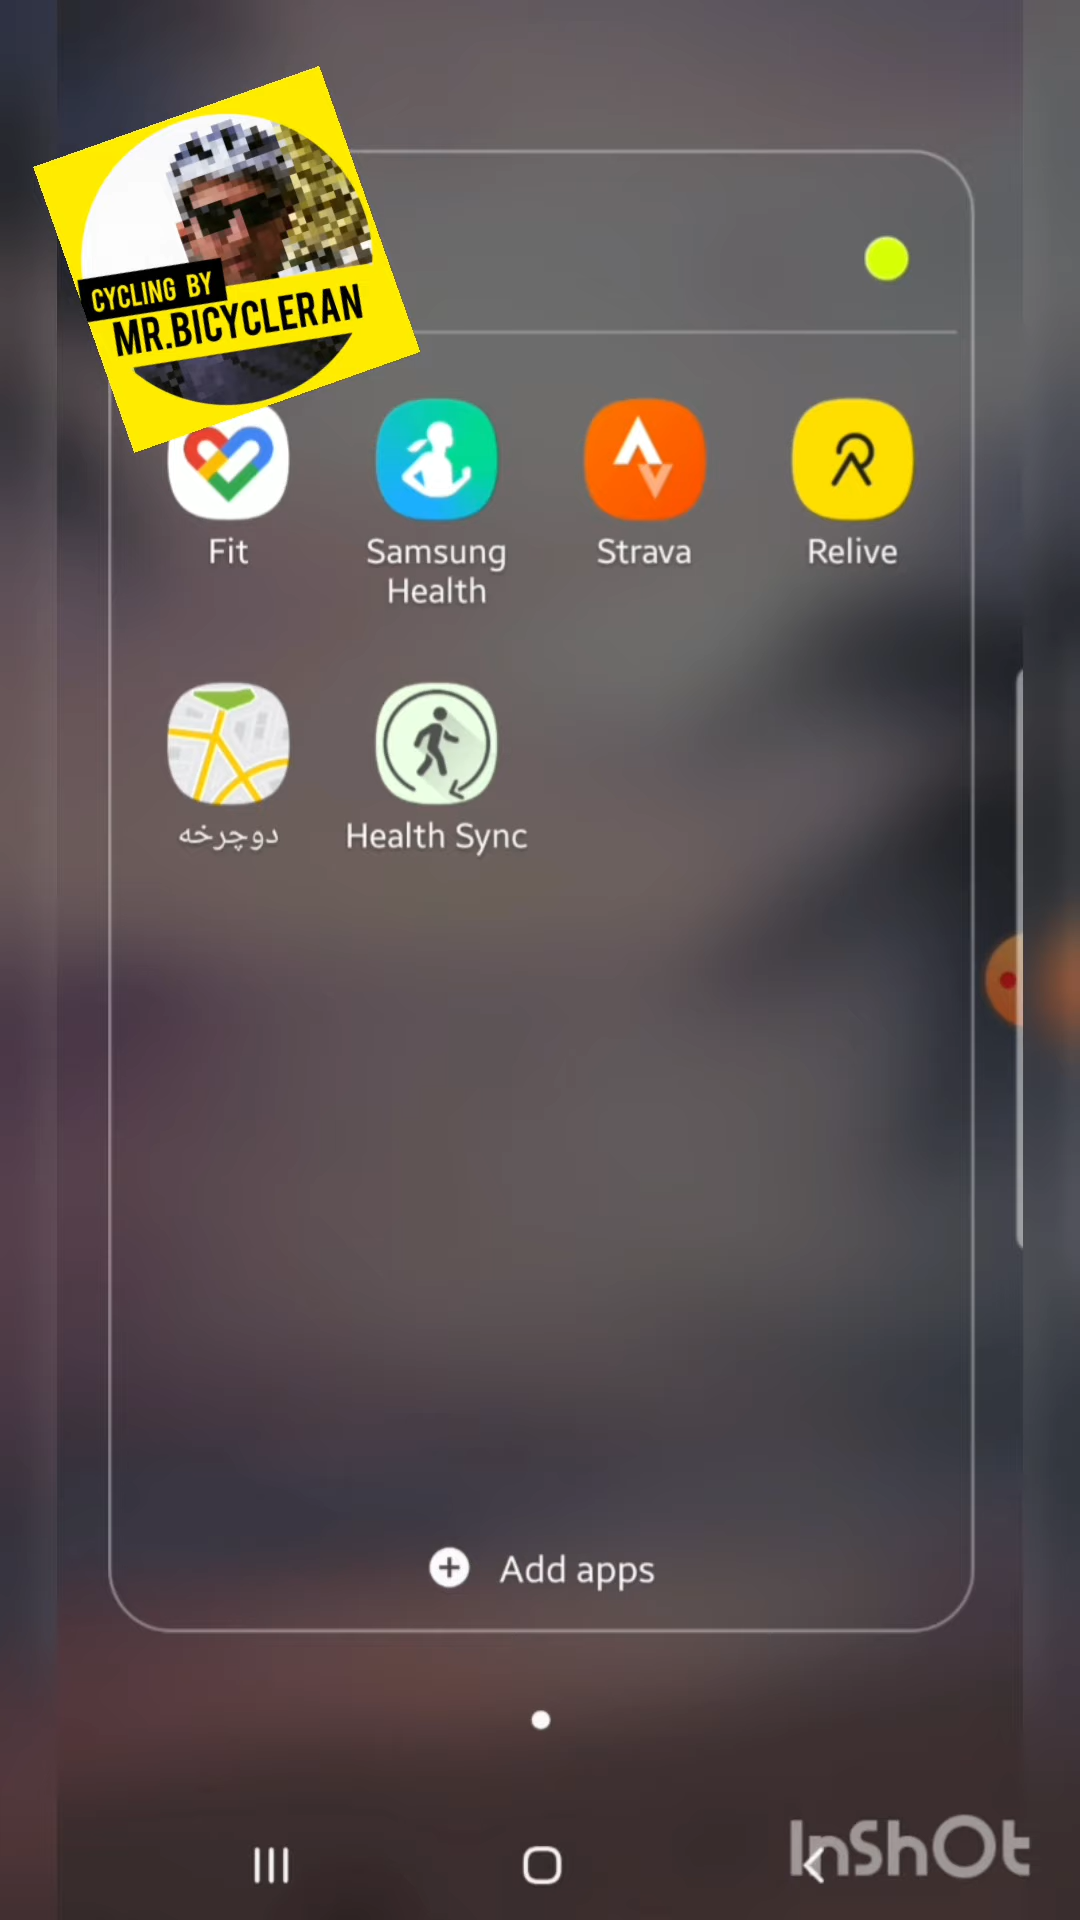 CYCLING BY
MR.BICYCLERAN
Fit
Samsung
Health
Strava
Relive
دوچرخه
Health Sync
Add apps
InShOt